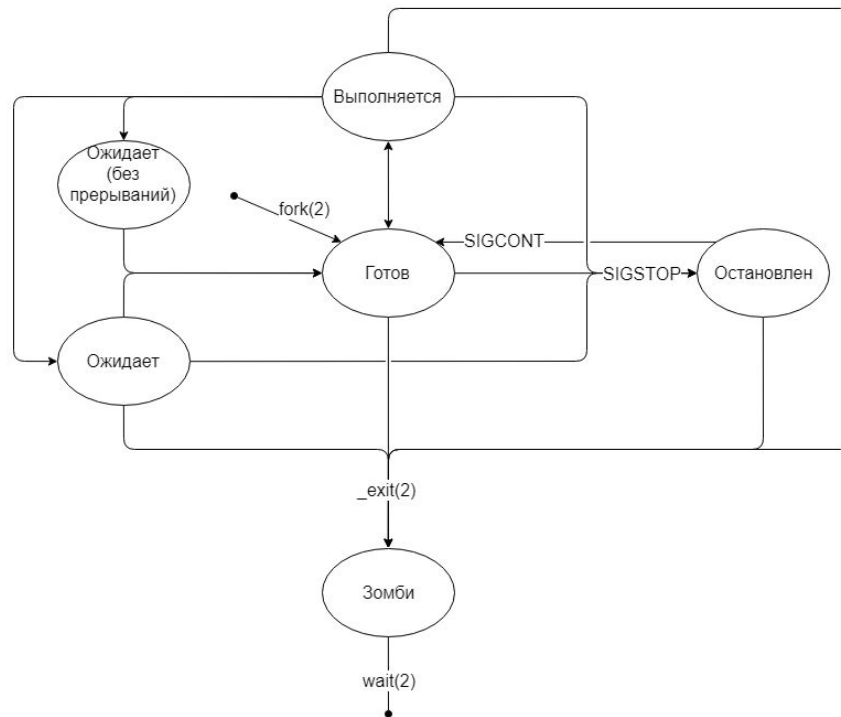 Выполняется
Ожидает
(без
прерываний)
fork(2)
SIGCONT
Готов
SIGSTOP
Остановлен
Ожидает
_exit(2)
Зомби
wait(2)